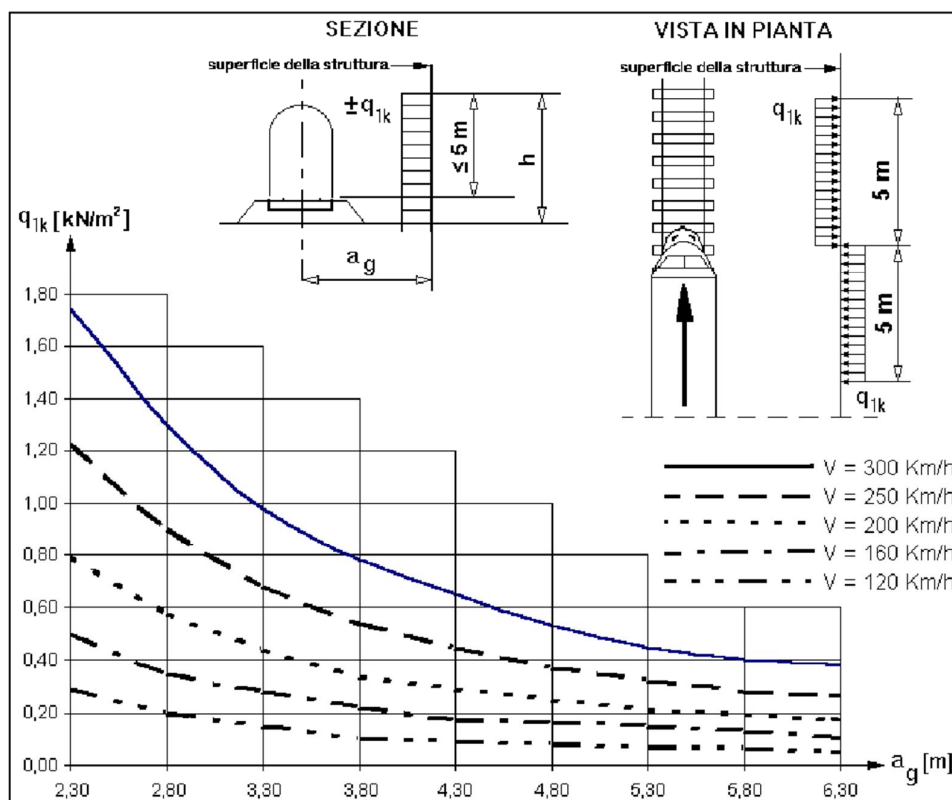 SEZIONE
VISTA IN PIANTA
superficie della struttura
superficie della struttura
±q1k
≤ 5 m
h
q1k
5 m
5 m
q1k
ag
q1k [kN/m²]
1,80
1,60
1,40
1,20
1,00
0,80
0,60
0,40
0,20
0,00
V = 300 Km/h
V = 250 Km/h
V = 200 Km/h
V = 160 Km/h
V = 120 Km/h
2,30
2,80
3,30
3,80
4,30
4,80
5,30
5,80
6,30
ag [m]